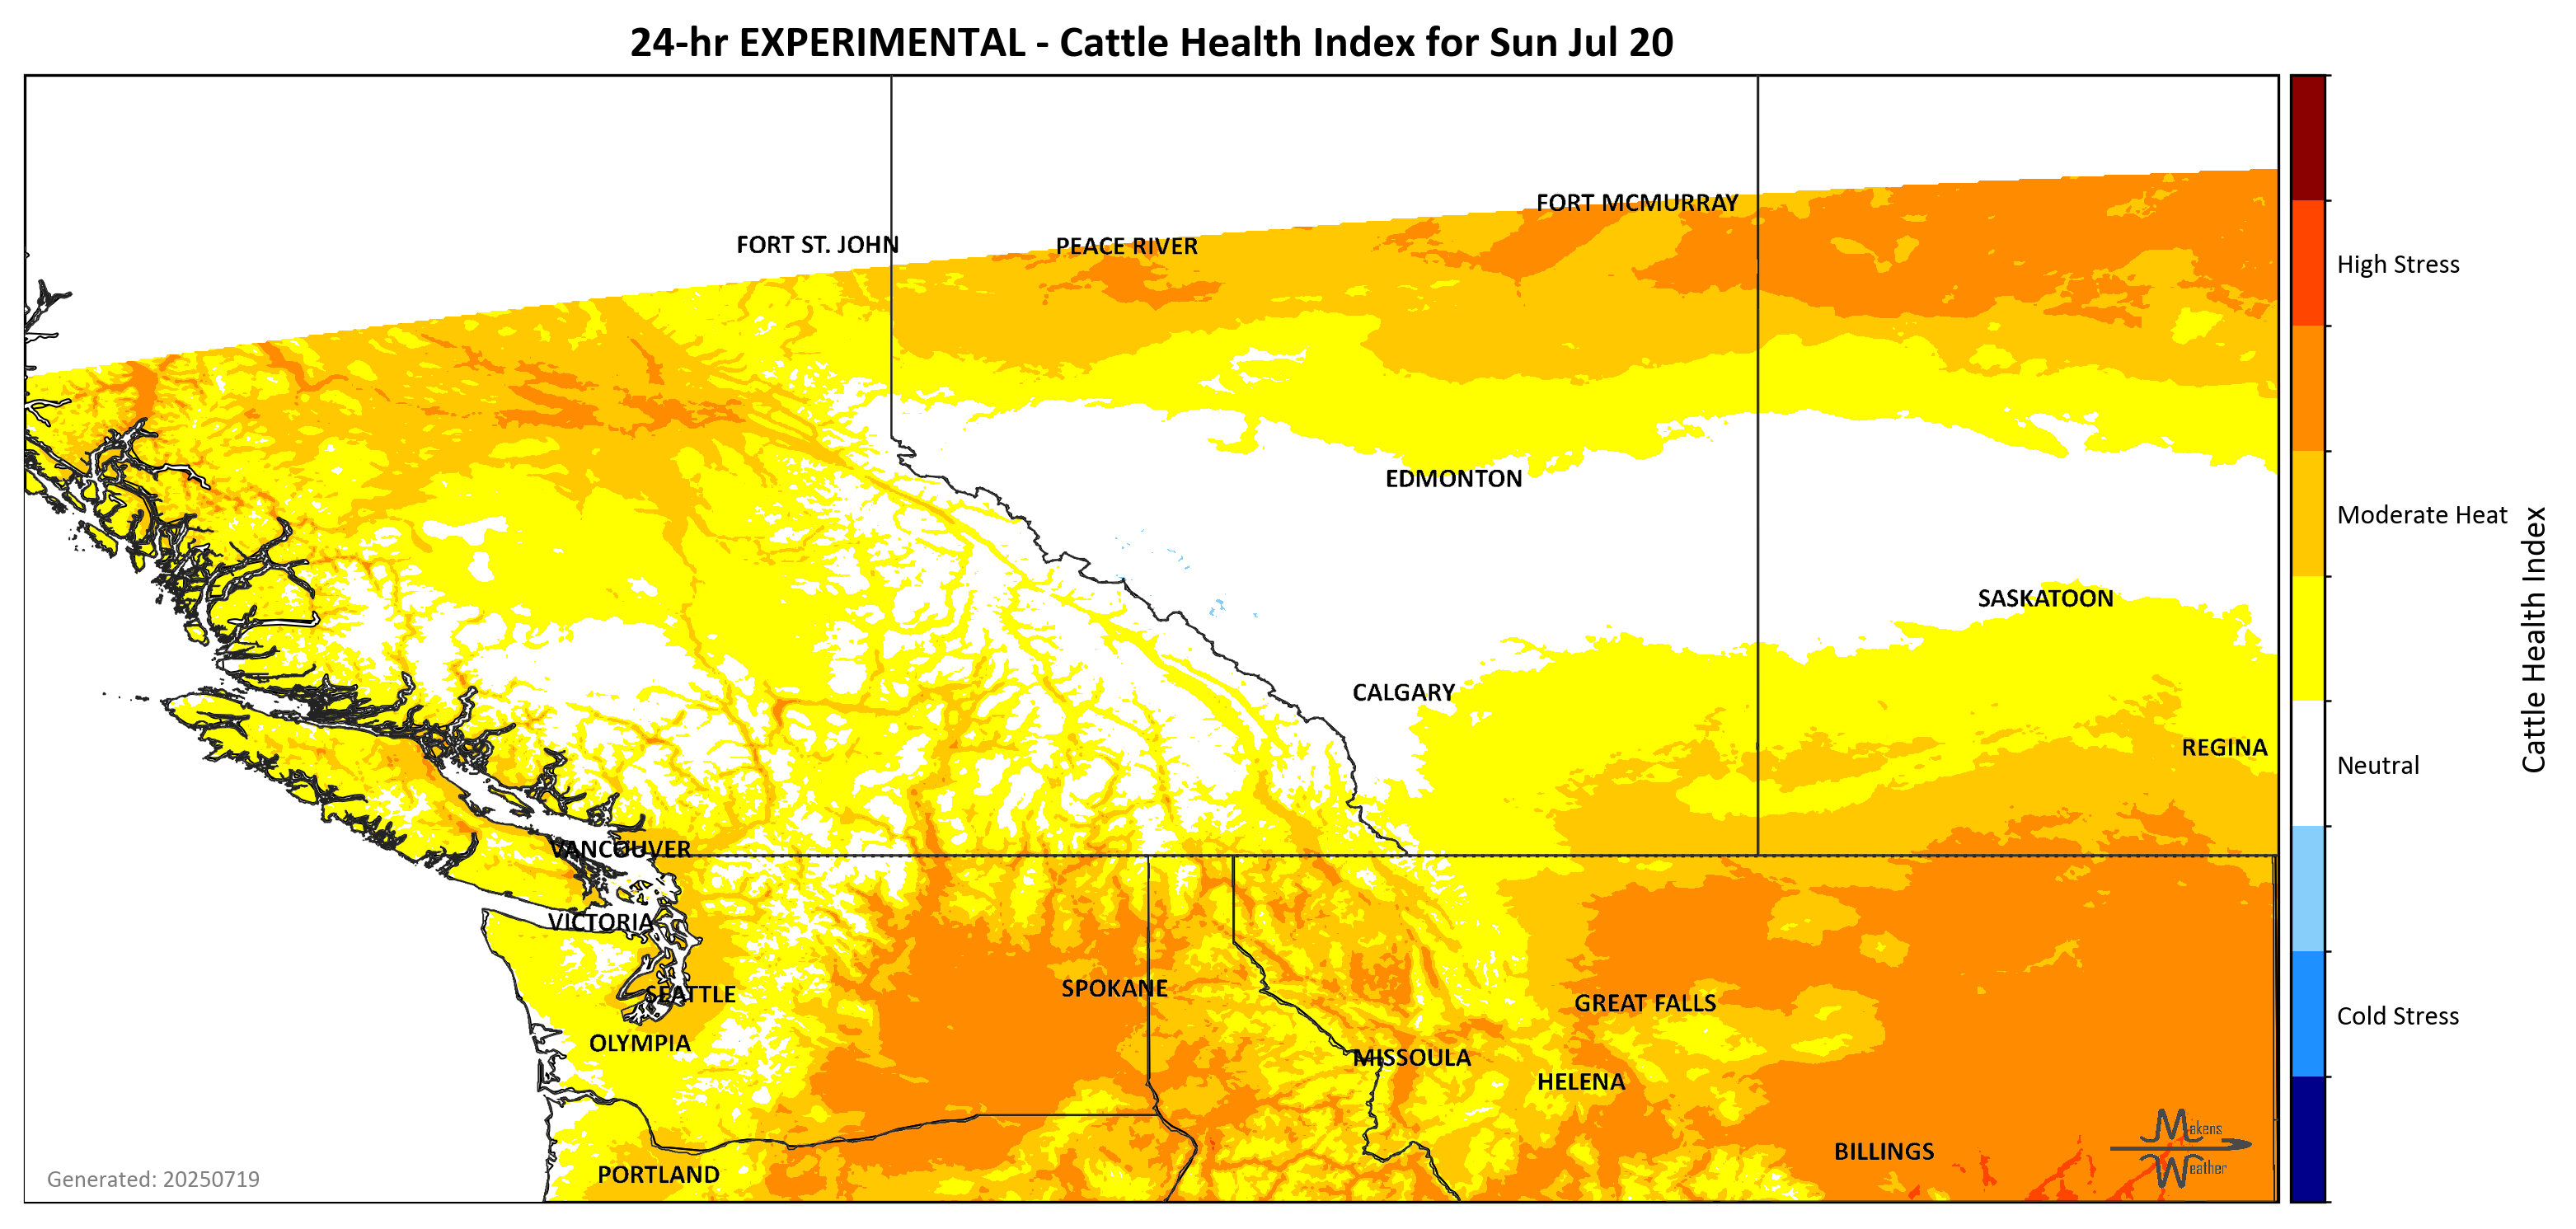 24-hr EXPERIMENTAL - Cattle Health Index for Sun Jul 20
FORT MCMURRAY
FORT ST. JOHN
PEACE RIVER
High Stress
EDMONTON
Moderate Heat
SASKATOON
Cattle Health Index
CALGARY
REGINA
Neutral
VANCOUVER
VICTORIA
SPOKANE
SEATTLE
GREAT FALLS
Cold Stress
OLYMPIA
MISSOULA
HELENA
Makens
Weather
BILLINGS
PORTLAND
Generated: 20250719